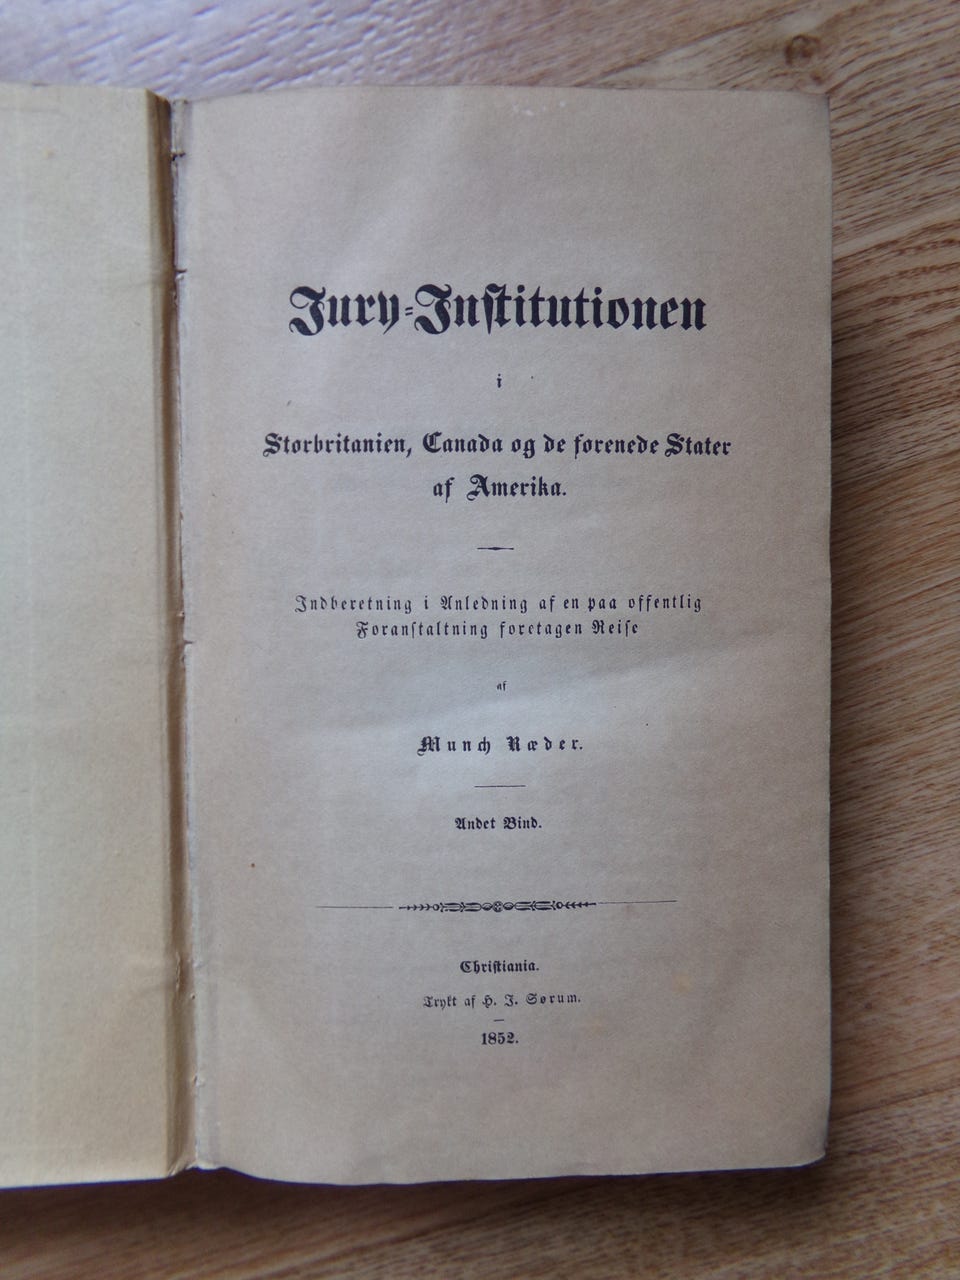 Jury-Institutionen
i
Storbritanien, Canada og de forenede Stater
af Amerika.
Indberetning i Anledning af en paa offentlig
Foranstaltning foretagen Reise
af
Munch Ræder.
Andet Bind.
Christiania.
Trykt af H. J. Sørum.
1852.